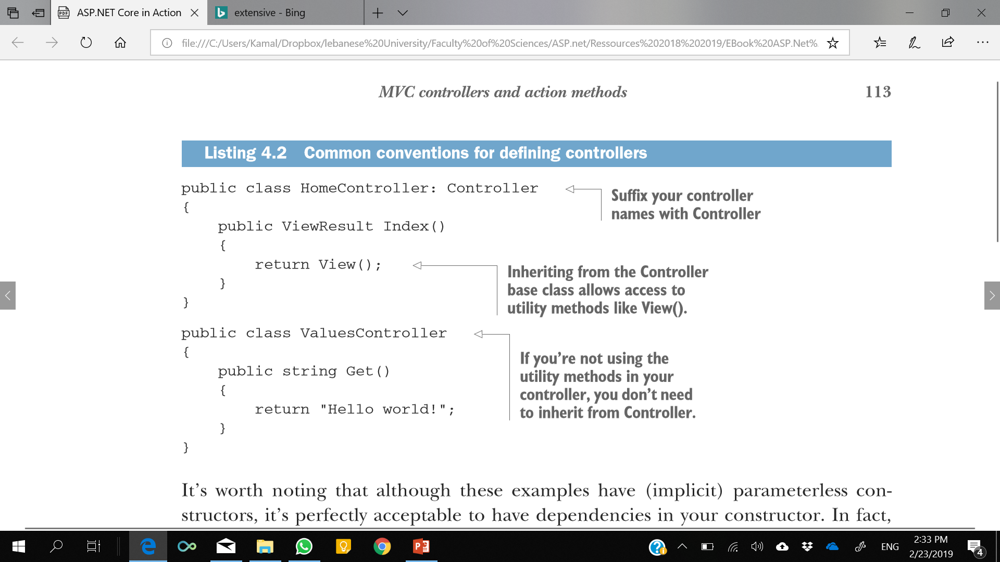 ASP.NET Core in Action
extensive - Bing
file:///C:/Users/Kamal/Dropbox/lebanese%20University/Faculty%20of%20Sciences/ASP.net/Ressources%202018%202019/EBook%20ASP.Net%.
MVC controllers and action methods 113
Listing 4.2 Common conventions for defining controllers
public class HomeController: Controller
{
public ViewResult Index()
{
return View();
}
}
Suffix your controller
names with Controller
Inheriting from the Controller
base class allows access to
utility methods like View().
public class ValuesController
{
public string Get()
{
return "Hello world!";
}
}
If you’re not using the
utility methods in your
controller, you don’t need
to inherit from Controller.
It’s worth noting that although these examples have (implicit) parameterless con-
structors, it’s perfectly acceptable to have dependencies in your constructor. In fact,
ENG
2:33 PM
2/23/2019
4